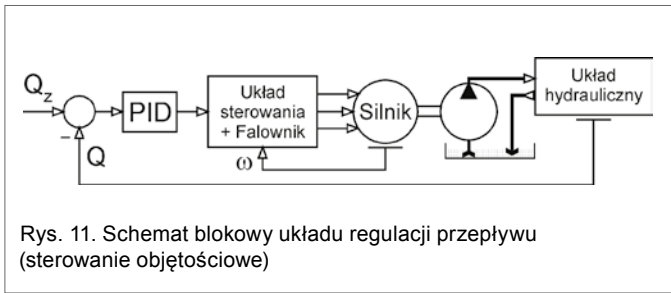 Q_z
PID
Układ
sterowania
+ Falownik
Silnik
Układ
hydrauliczny
– Q
ω
Rys. 11. Schemat blokowy układu regulacji przepływu
(sterowanie objętościowe)